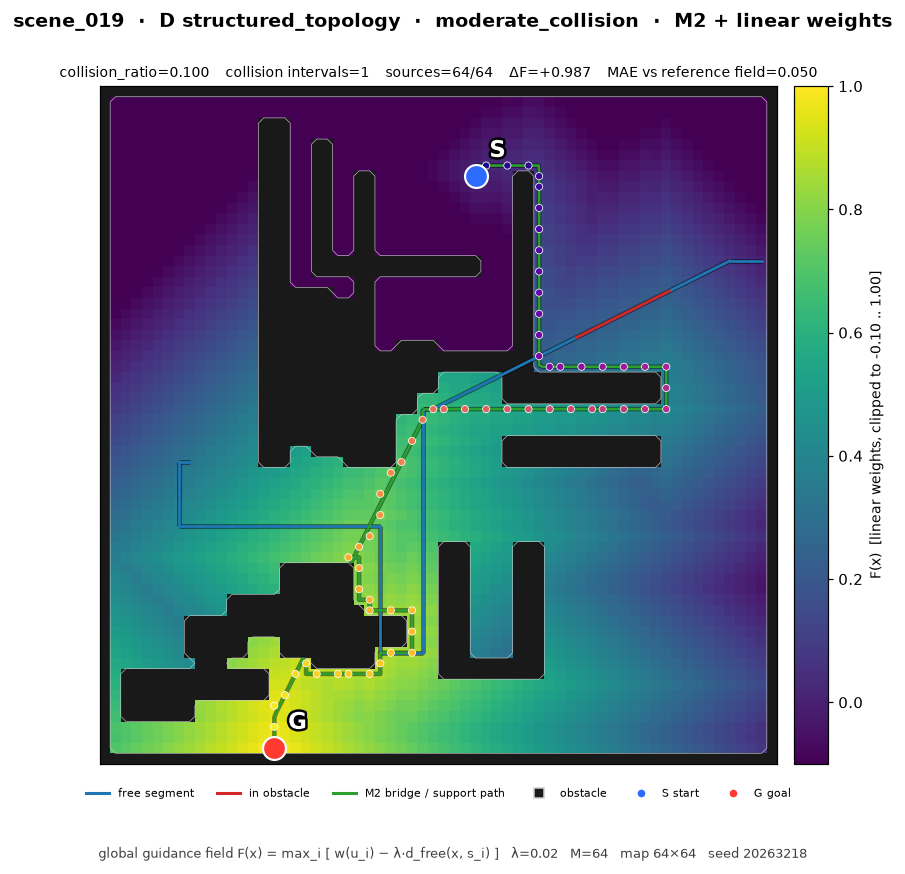 scene_019 · D structured_topology · moderate_collision · M2 + linear weights
collision_ratio=0.100 collision intervals=1 sources=64/64 ΔF=+0.987 MAE vs reference field=0.050
S
G
1.0
0.8
0.6
0.4
0.2
0.0
F(x) [linear weights, clipped to -0.10 .. 1.00]
free segment in obstacle M2 bridge / support path obstacle S start G goal
global guidance field F(x) = max_i [ w(u_i) − λ·d_free(x, s_i) ] λ=0.02 M=64 map 64×64 seed 20263218